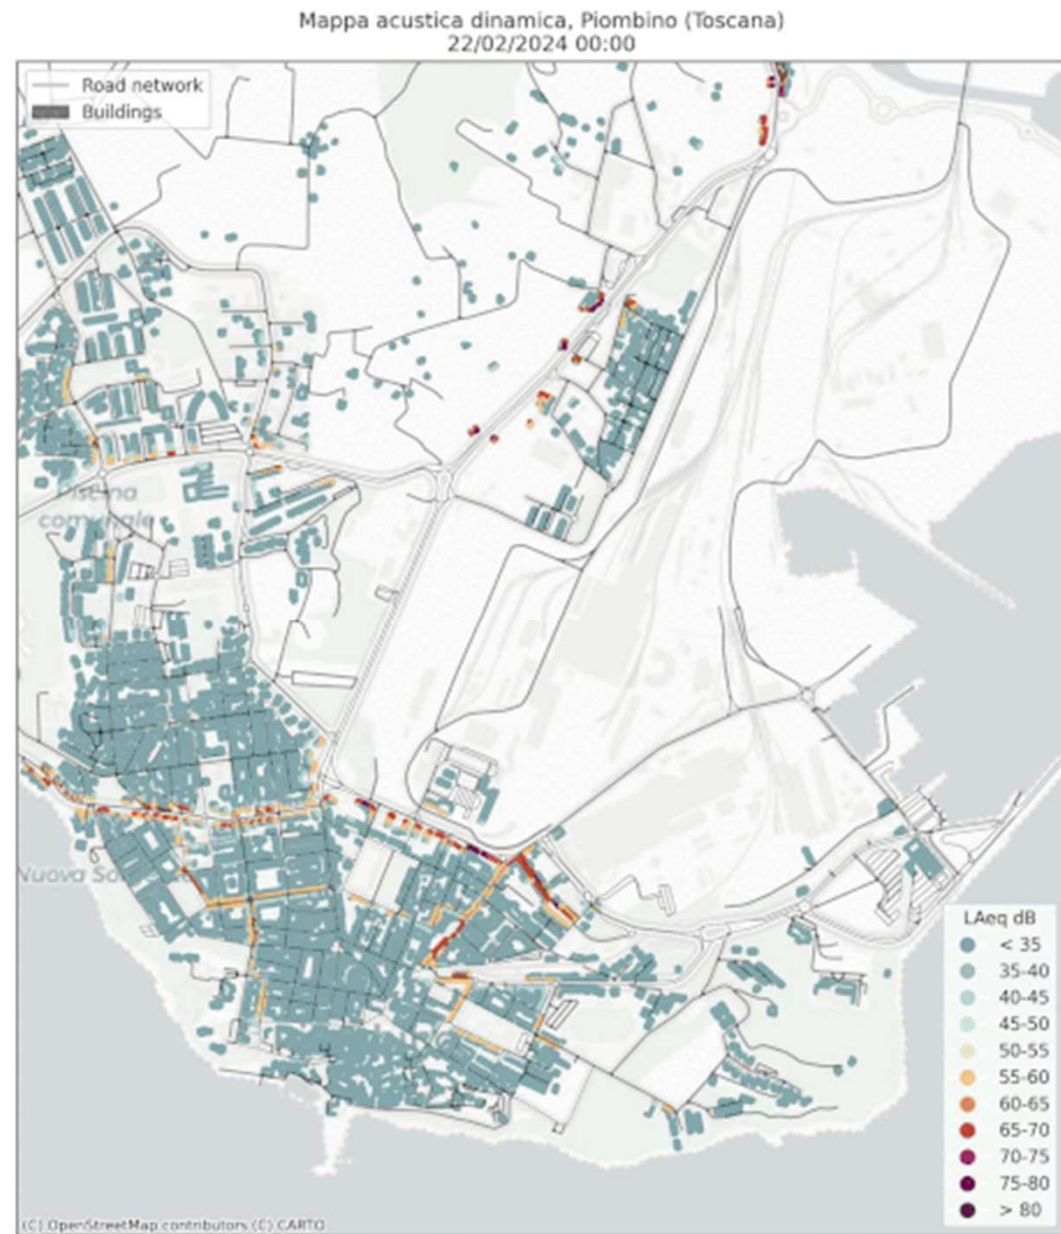 Mappa acustica dinamica, Piombino (Toscana)
22/02/2024 00:00
Road network
Buildings
Piscina
comunale
Nuova
LAeq dB
< 35
35-40
40-45
45-50
50-55
55-60
60-65
65-70
70-75
75-80
> 80
(C) OpenStreetMap contributors (C) CARTO